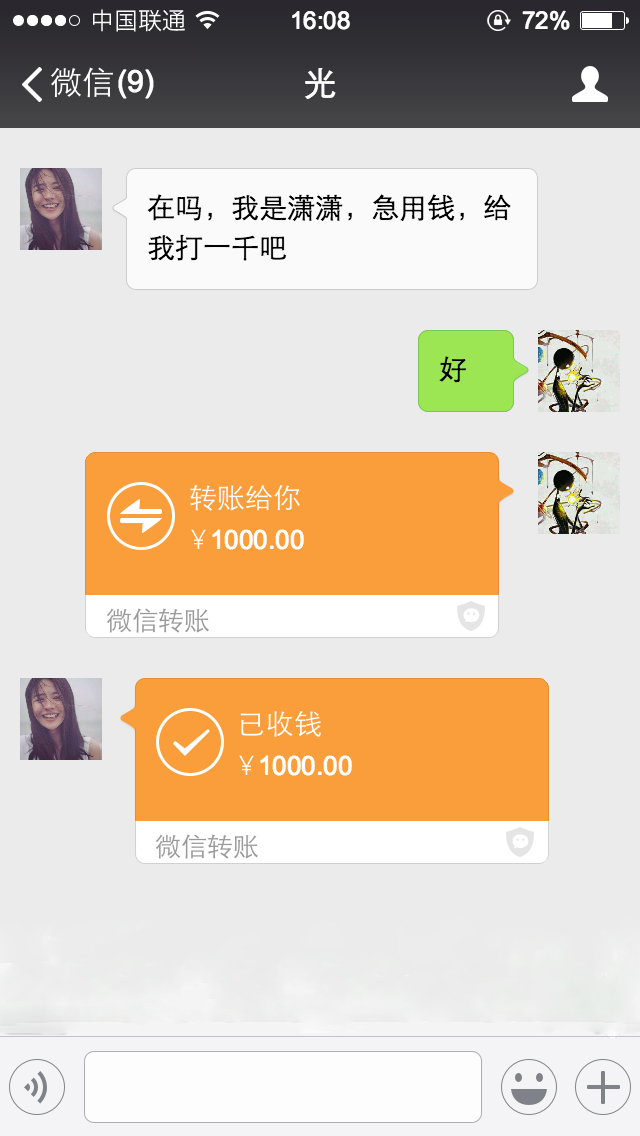 中国联通 16:08 72%
微信(9) 光
在吗，我是潇潇，急用钱，给
我打一千吧
好
转账给你
￥1000.00
微信转账
已收钱
￥1000.00
微信转账